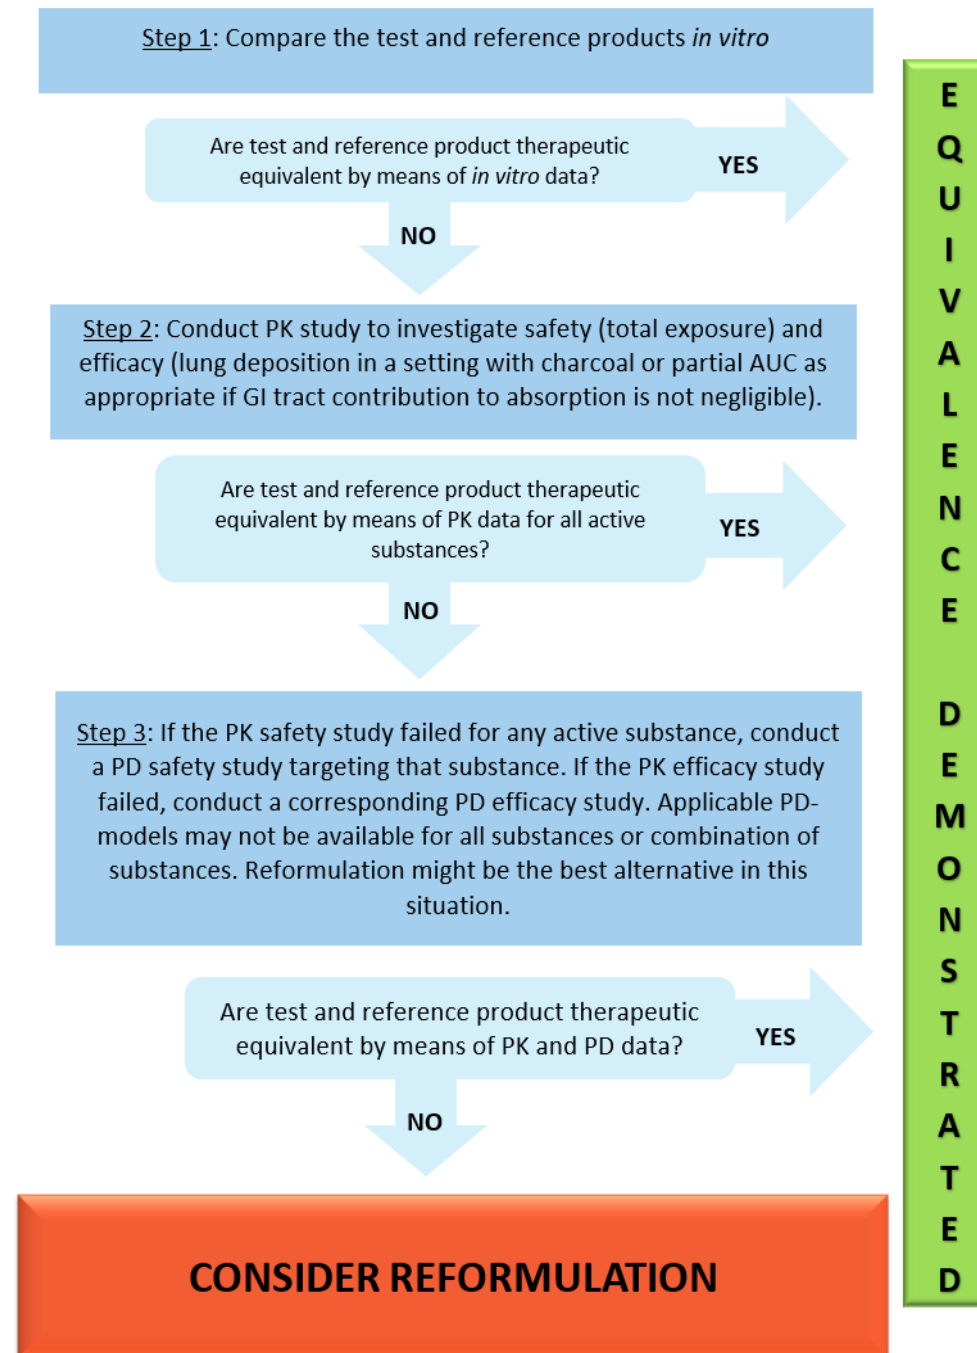 Step 1: Compare the test and reference products in vitro
Are test and reference product therapeutic
equivalent by means of in vitro data?
YES
NO
Step 2: Conduct PK study to investigate safety (total exposure) and
efficacy (lung deposition in a setting with charcoal or partial AUC as
appropriate if GI tract contribution to absorption is not negligible).
Are test and reference product therapeutic
equivalent by means of PK data for all active
substances?
YES
NO
Step 3: If the PK safety study failed for any active substance, conduct
a PD safety study targeting that substance. If the PK efficacy study
failed, conduct a corresponding PD efficacy study. Applicable PD-
models may not be available for all substances or combination of
substances. Reformulation might be the best alternative in this
situation.
Are test and reference product therapeutic
equivalent by means of PK and PD data?
YES
NO
CONSIDER REFORMULATION
EQUIVALENCE DEMONSTRATED